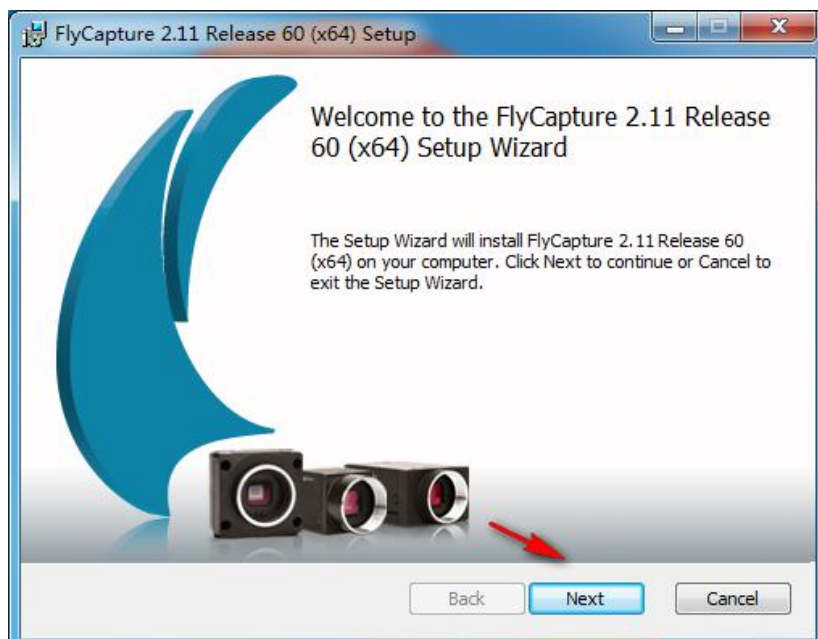 FlyCapture 2.11 Release 60 (x64) Setup
Welcome to the FlyCapture 2.11 Release
60 (x64) Setup Wizard
The Setup Wizard will install FlyCapture 2.11 Release 60
(x64) on your computer. Click Next to continue or Cancel to
exit the Setup Wizard.
Back Next Cancel